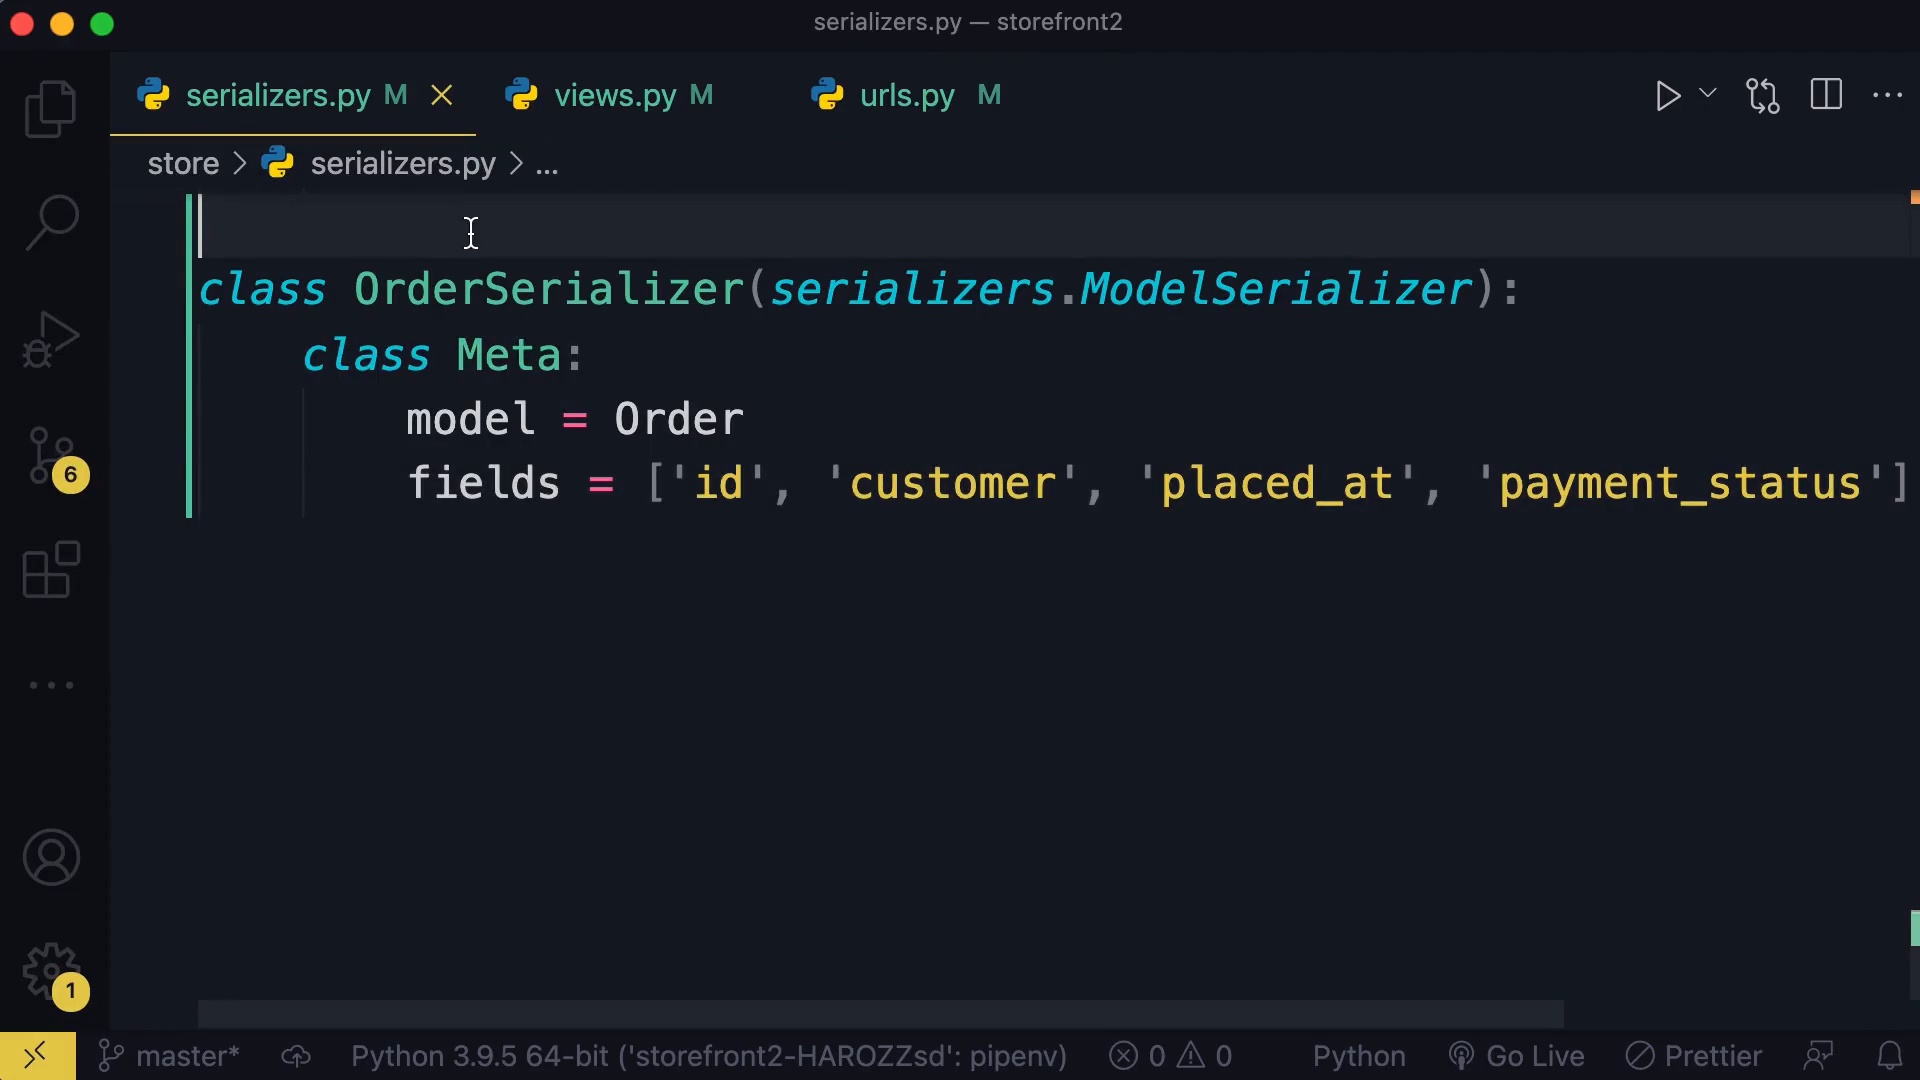 serializers.py — storefront2
serializers.py M views.py M urls.py M
store > serializers.py > ...
class OrderSerializer(serializers.ModelSerializer):
class Meta:
model = Order
fields = ['id', 'customer', 'placed_at', 'payment_status']
6
1
master* Python 3.9.5 64-bit ('storefront2-HAROZZsd': pipenv) 0 0 Python Go Live Prettier